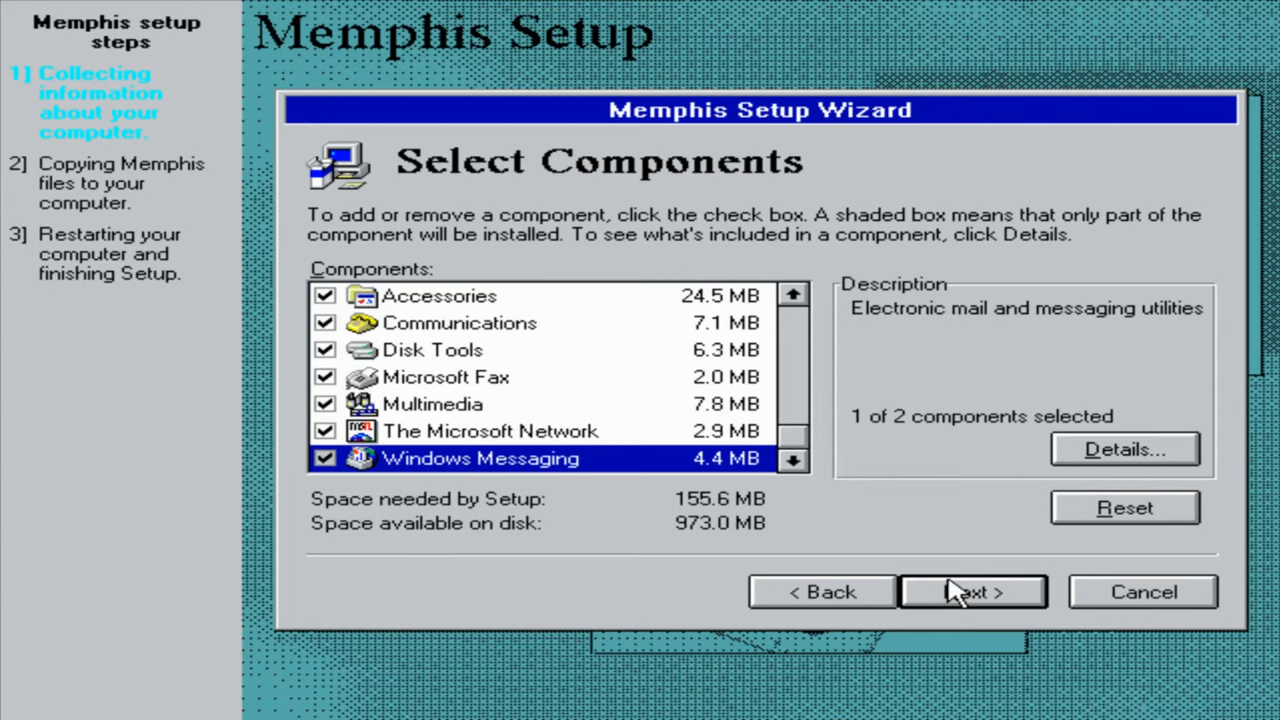 Memphis setup
steps
1] Collecting
information
about your
computer.
2] Copying Memphis
files to your
computer.
3] Restarting your
computer and
finishing Setup.
Memphis Setup
Memphis Setup Wizard
Select Components
To add or remove a component, click the check box. A shaded box means that only part of the
component will be installed. To see what's included in a component, click Details.
Components:
Accessories 24.5 MB
Communications 7.1 MB
Disk Tools 6.3 MB
Microsoft Fax 2.0 MB
Multimedia 7.8 MB
The Microsoft Network 2.9 MB
Windows Messaging 4.4 MB
Space needed by Setup: 155.6 MB
Space available on disk: 973.0 MB
Description
Electronic mail and messaging utilities
1 of 2 components selected
Details...
Reset
< Back
>
Cancel